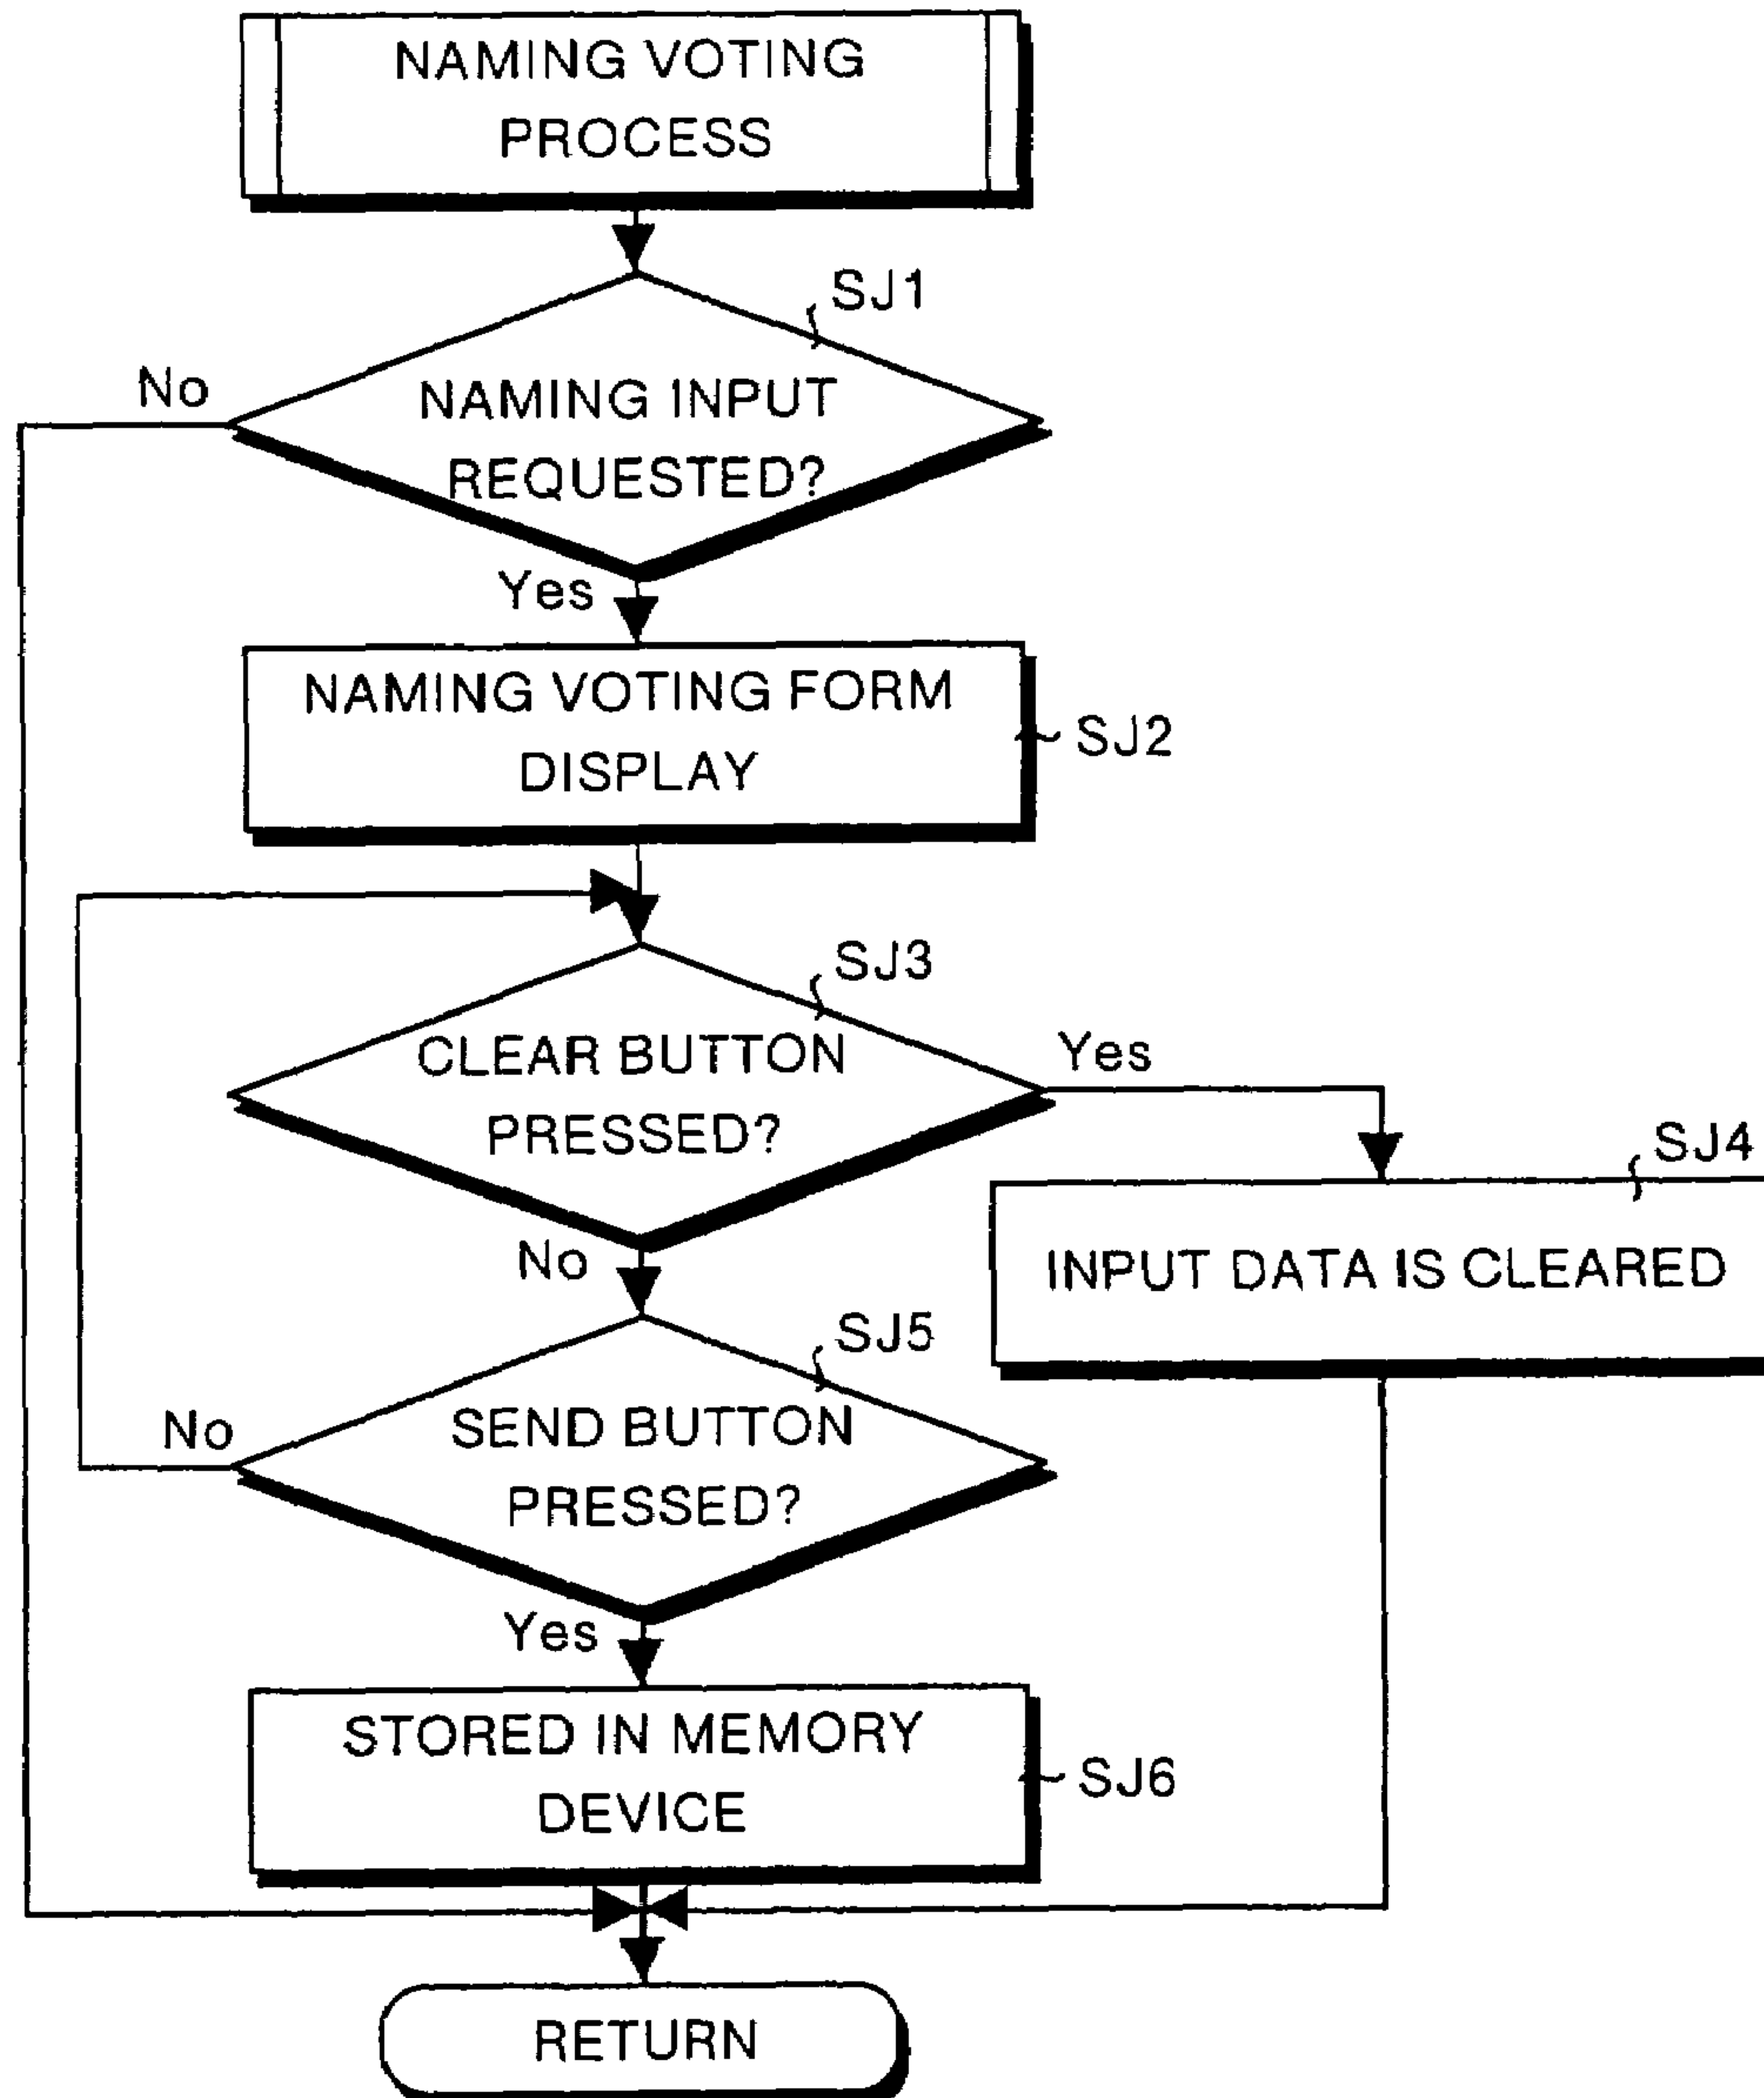 NAMING VOTING
PROCESS
SJ1
No
NAMING INPUT
REQUESTED?
Yes
NAMING VOTING FORM
DISPLAY
SJ2
SJ3
CLEAR BUTTON
PRESSED?
Yes
SJ4
No
INPUT DATA IS CLEARED
SJ5
SEND BUTTON
PRESSED?
No
Yes
STORED IN MEMORY
DEVICE
SJ6
RETURN